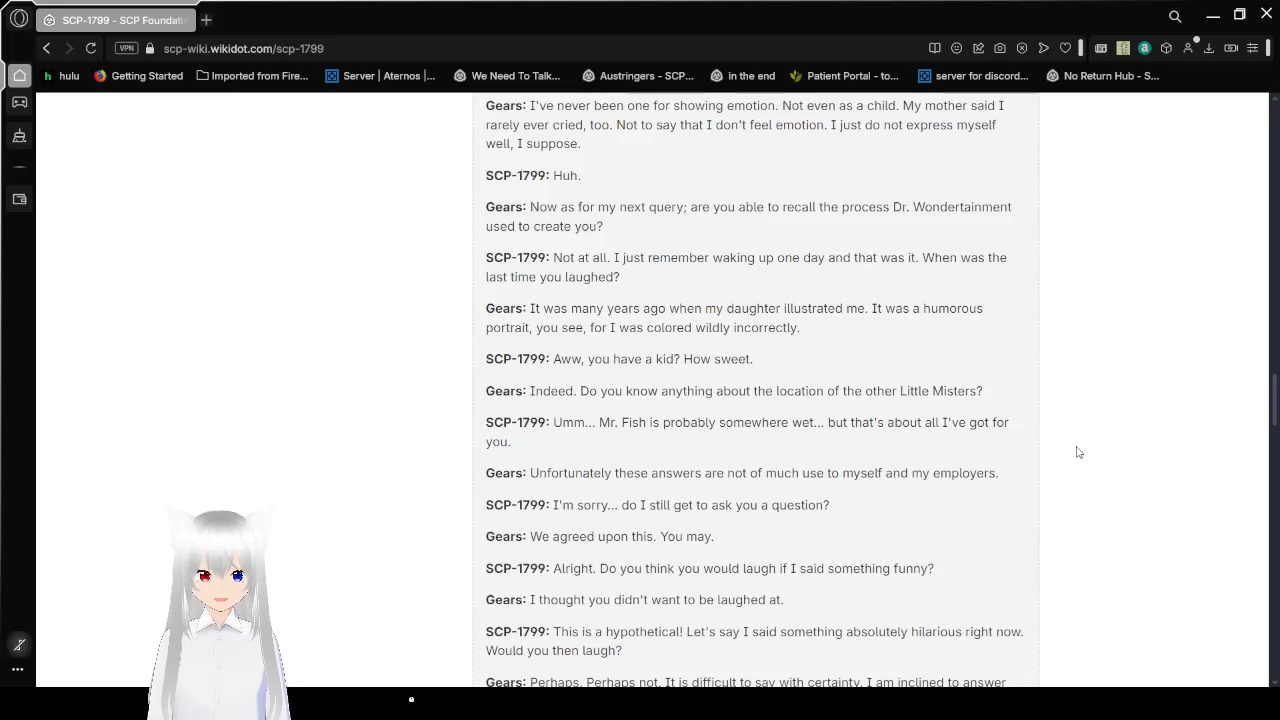 SCP-1799 - SCP Foundatio
VPN scp-wiki.wikidot.com/scp-1799
hulu Getting Started Imported from Fire... Server | Aternos |... We Need To Talk... Austringers - SCP... in the end Patient Portal - to... server for discord... No Return Hub - S...
Gears: I've never been one for showing emotion. Not even as a child. My mother said I
rarely ever cried, too. Not to say that I don't feel emotion. I just do not express myself
well, I suppose.
SCP-1799: Huh.
Gears: Now as for my next query; are you able to recall the process Dr. Wondertainment
used to create you?
SCP-1799: Not at all. I just remember waking up one day and that was it. When was the
last time you laughed?
Gears: It was many years ago when my daughter illustrated me. It was a humorous
portrait, you see, for I was colored wildly incorrectly.
SCP-1799: Aww, you have a kid? How sweet.
Gears: Indeed. Do you know anything about the location of the other Little Misters?
SCP-1799: Umm... Mr. Fish is probably somewhere wet... but that's about all I've got for
you.
Gears: Unfortunately these answers are not of much use to myself and my employers.
SCP-1799: I'm sorry... do I still get to ask you a question?
Gears: We agreed upon this. You may.
SCP-1799: Alright. Do you think you would laugh if I said something funny?
Gears: I thought you didn't want to be laughed at.
SCP-1799: This is a hypothetical! Let's say I said something absolutely hilarious right now.
Would you then laugh?
Gears: Perhaps. Perhaps not. It is difficult to say with certainty. I am inclined to answer